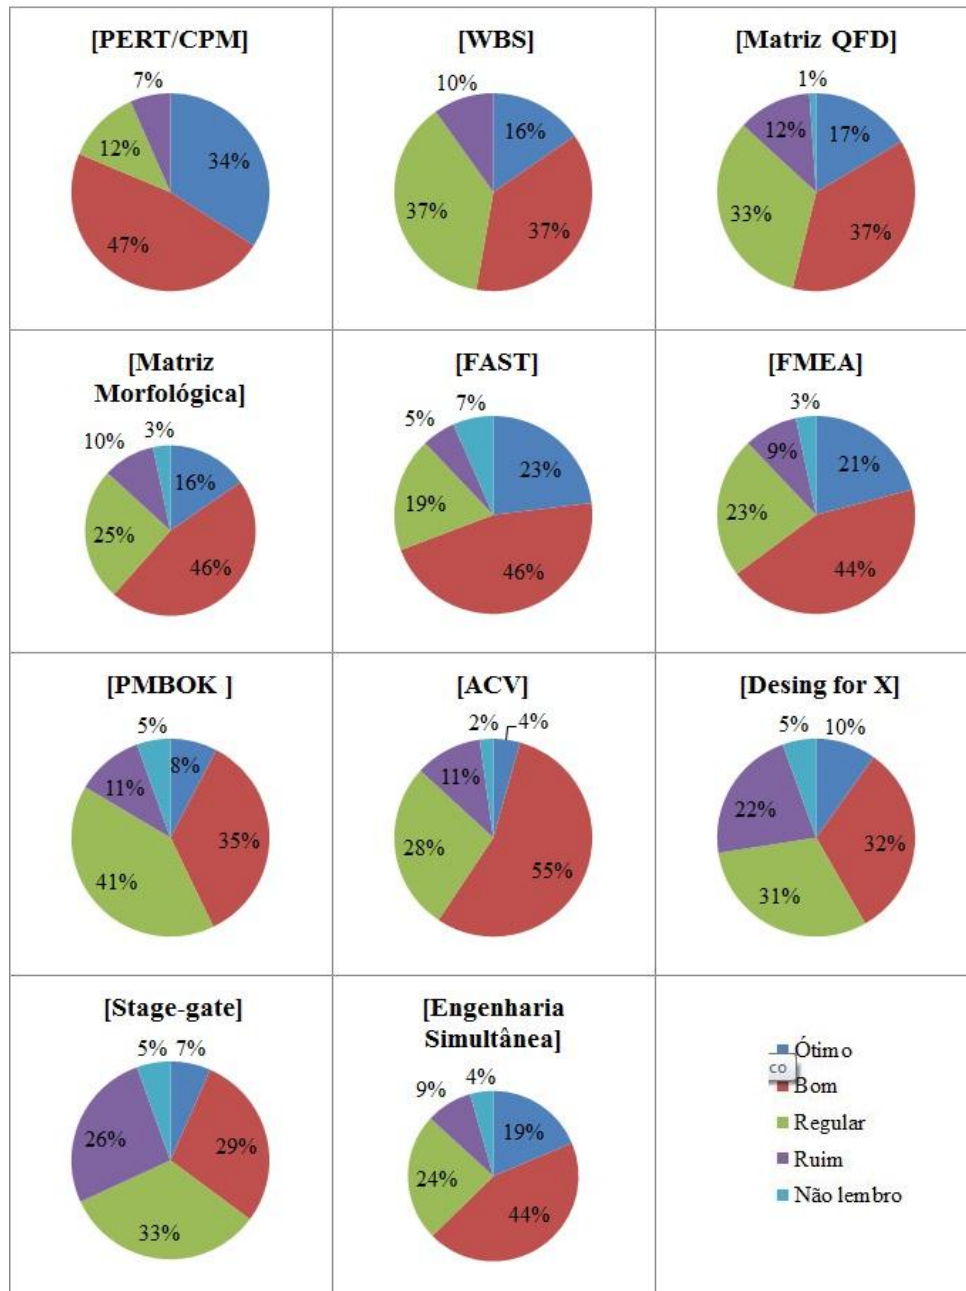 [PERT/CPM]
7%
34%
12%
47%
[WBS]
10%
16%
37%
37%
[Matriz QFD]
1%
12%
17%
33%
37%
[Matriz
Morfológica]
3%
10%
16%
25%
46%
[FAST]
7%
5%
23%
19%
46%
[FMEA]
3%
9%
21%
23%
44%
[PMBOK ]
5%
8%
11%
35%
41%
[ACV]
2%
4%
11%
28%
55%
[Desing for X]
5%
10%
22%
32%
31%
[Stage-gate]
5%
7%
26%
29%
33%
[Engenharia
Simultânea]
4%
9%
19%
24%
44%
Ótimo
co
Bom
Regular
Ruim
Não lembro